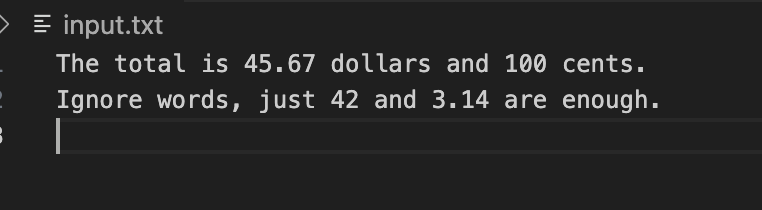 input.txt
The total is 45.67 dollars and 100 cents.
Ignore words, just 42 and 3.14 are enough.
3